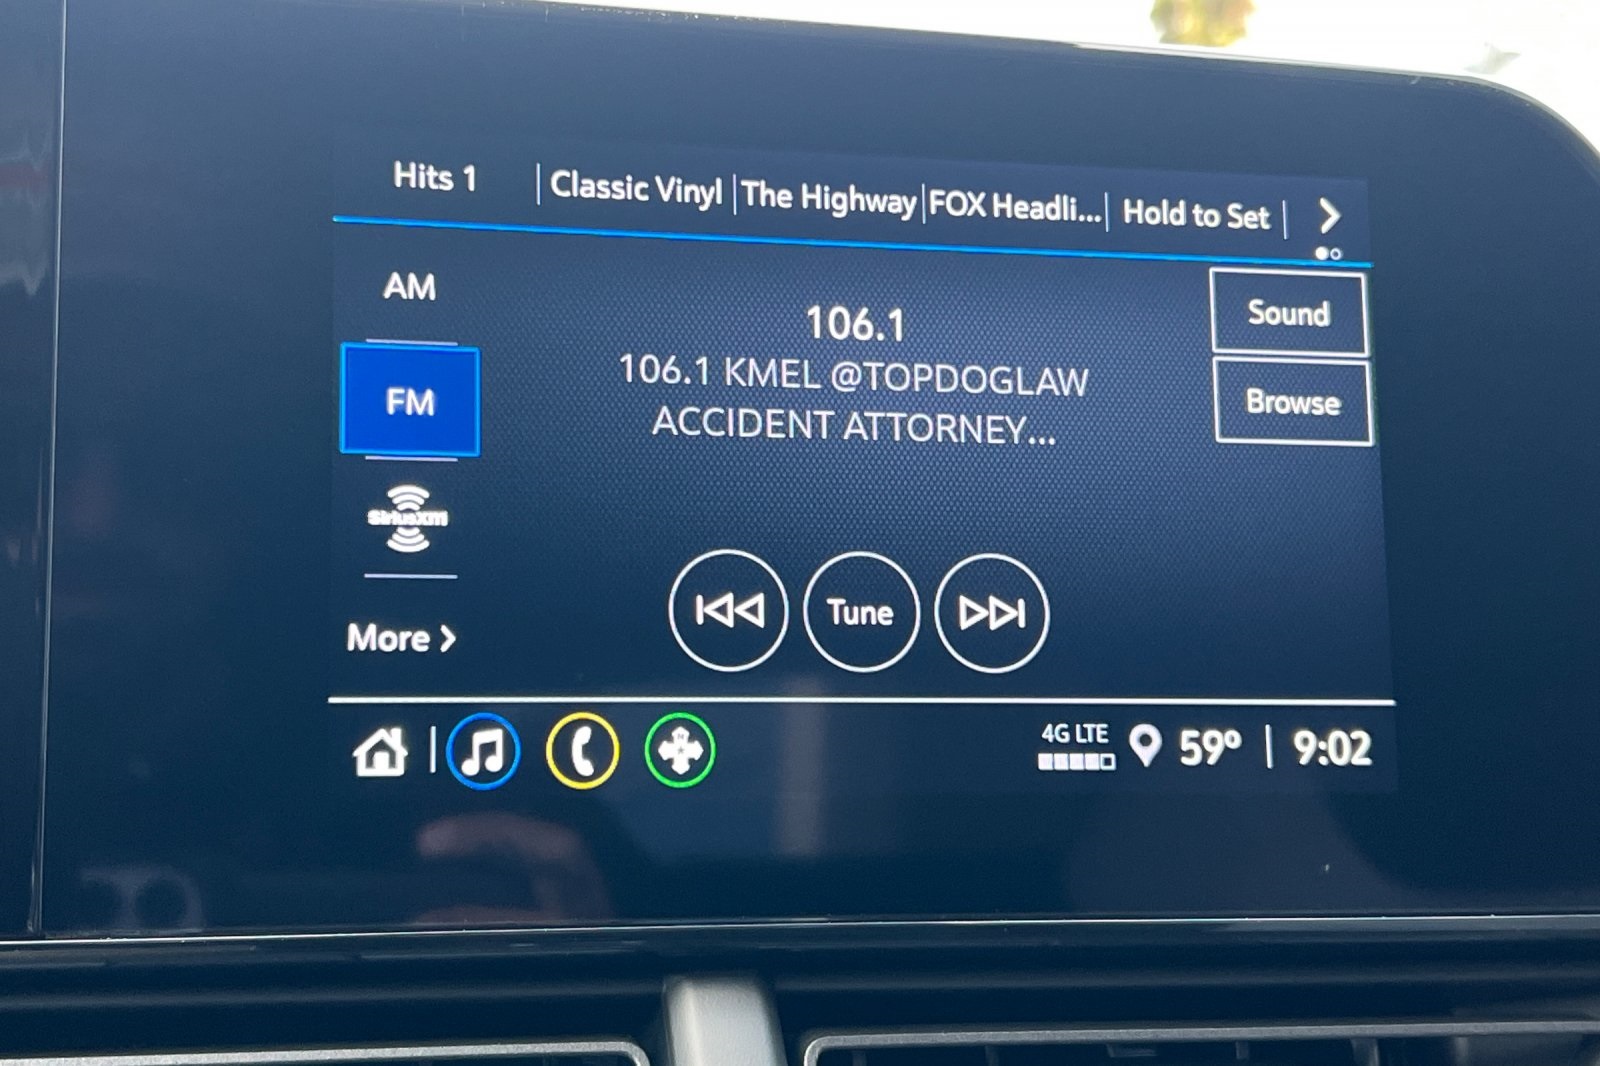 Hits 1 | Classic Vinyl | The Highway | FOX Headli... | Hold to Set |
AM
106.1
Sound
106.1 KMEL @TOPDOGLAW
FM
Browse
ACCIDENT ATTORNEY...
SiriusXM
Tune
More >
4G LTE
59° | 9:02